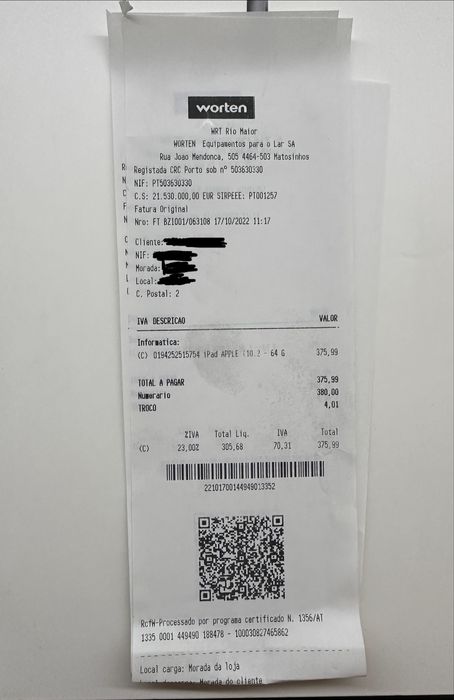 worten
WRT Rio Maior
WORTEN Equipamentos para o Lar SA
Rua Joao Mendonca, 505 4464-503 Matosinhos
Registada CRC Porto sob nº 503630330
NIF: PT503630330
C.S: 21.530.000,00 EUR SIRPEEE: PT001257
Fatura Original
Nro: FT BZI001/063108 17/10/2022 11:17
Cliente:
NIF:
Morada:
Local:
C. Postal: 2
IVA DESCRICAO VALOR
Informatica:
(C) 0194252515754 iPad APPLE (10.2 - 64 G 375,99
TOTAL A PAGAR 375,99
Numerario 380,00
TROCO 4,01
%IVA Total Liq. IVA Total
(C) 23,00% 305,68 70,31 375,99
22101700144949013352
RcfW-Processado por programa certificado N. 1356/AT
1335 0001 449490 188478 - 100030827465862
Local carga: Morada da loja
Morada do cliente